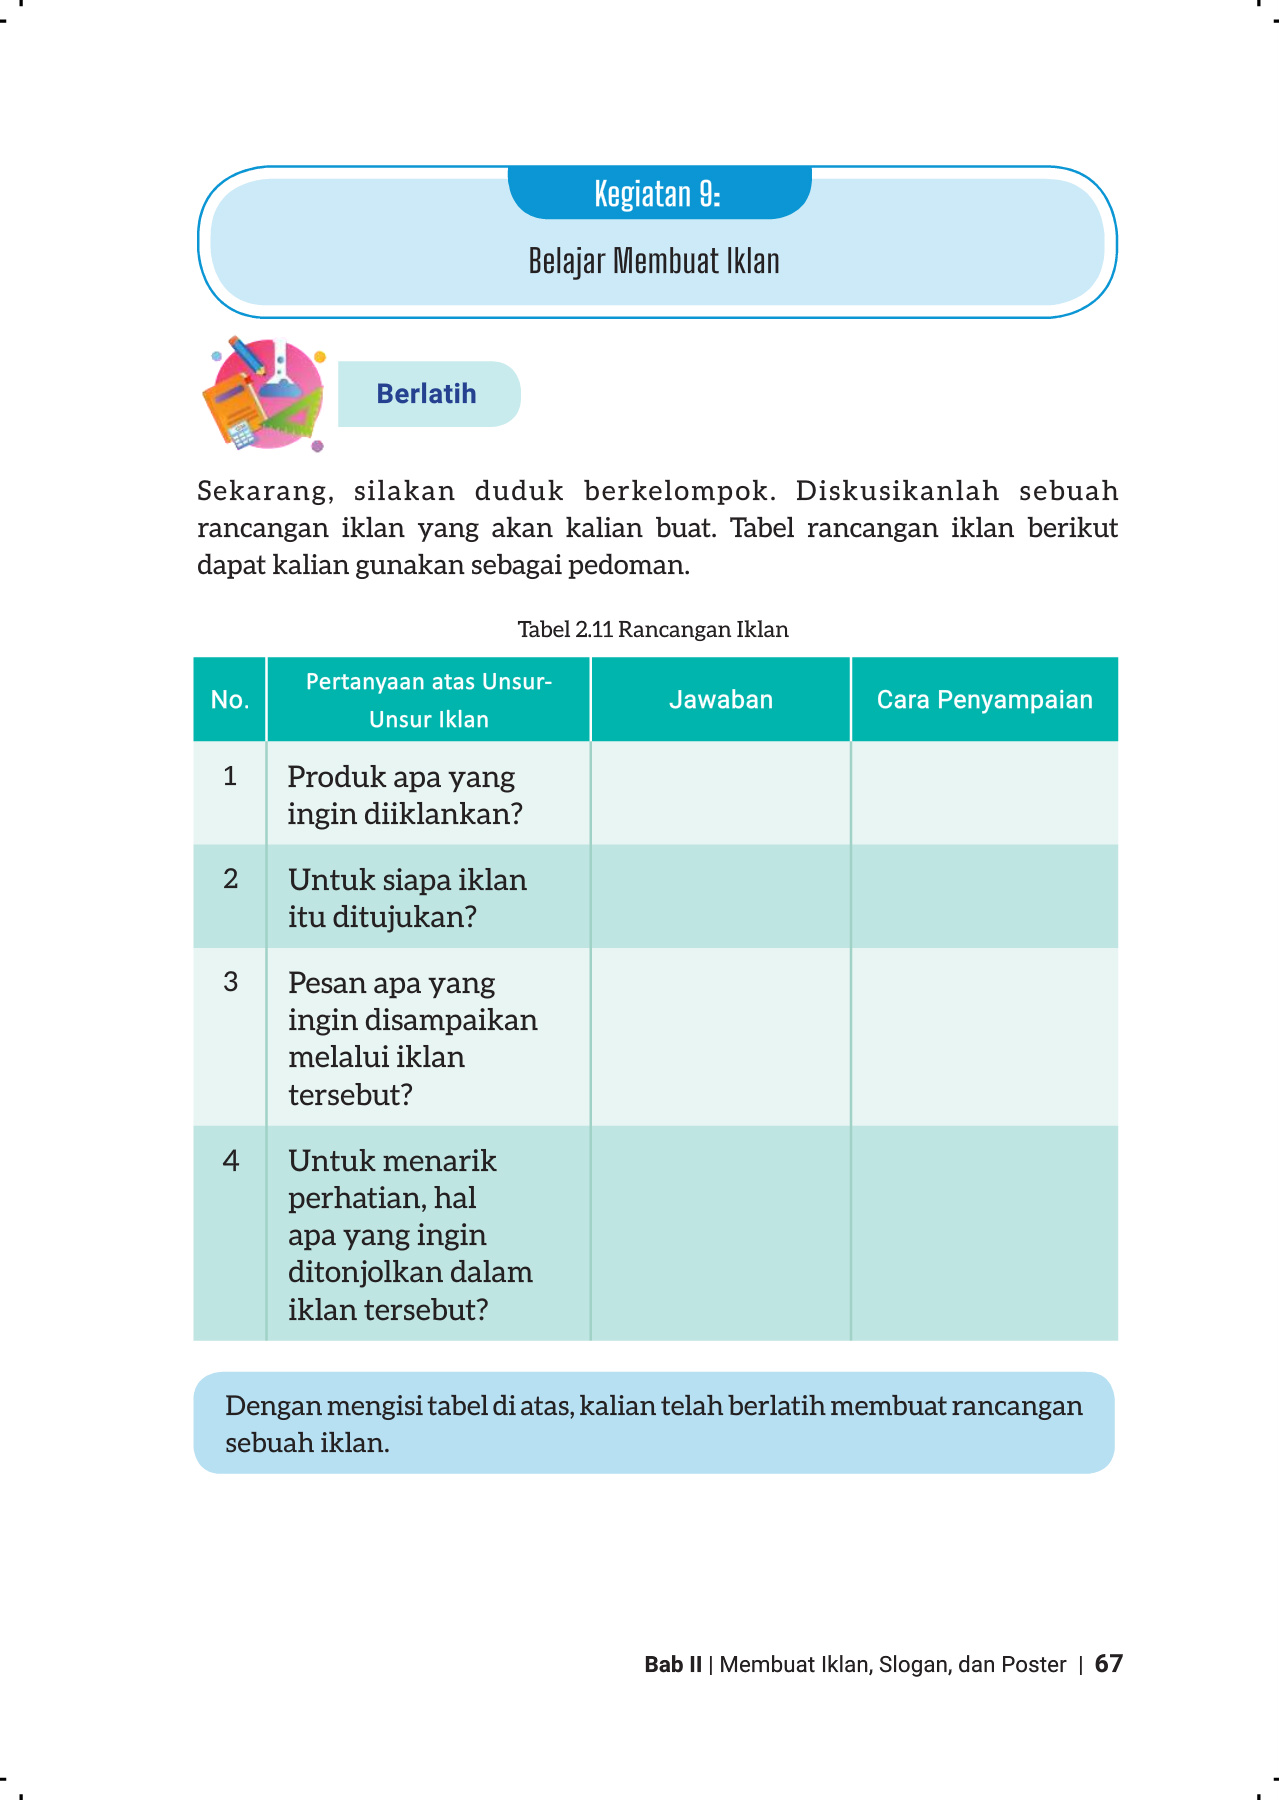 Kegiatan 9:
Belajar Membuat Iklan
Berlatih
Sekarang, silakan duduk berkelompok. Diskusikanlah sebuah
rancangan iklan yang akan kalian buat. Tabel rancangan iklan berikut
dapat kalian gunakan sebagai pedoman.
Tabel 2.11 Rancangan Iklan
No.
Pertanyaan atas Unsur-
Unsur Iklan
Jawaban
Cara Penyampaian
1
Produk apa yang
ingin diiklankan?
2
Untuk siapa iklan
itu ditujukan?
3
Pesan apa yang
ingin disampaikan
melalui iklan
tersebut?
4
Untuk menarik
perhatian, hal
apa yang ingin
ditonjolkan dalam
iklan tersebut?
Dengan mengisi tabel di atas, kalian telah berlatih membuat rancangan
sebuah iklan.
Bab II | Membuat Iklan, Slogan, dan Poster | 67